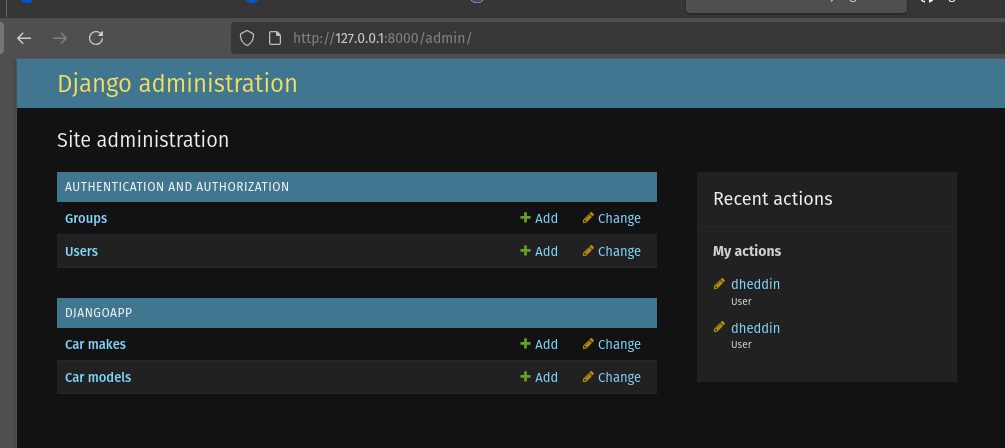 http://127.0.0.1:8000/admin/
Django administration
Site administration
AUTHENTICATION AND AUTHORIZATION
Groups Add Change
Users Add Change
DJANGOAPP
Car makes Add Change
Car models Add Change
Recent actions
My actions
dheddin
User
dheddin
User